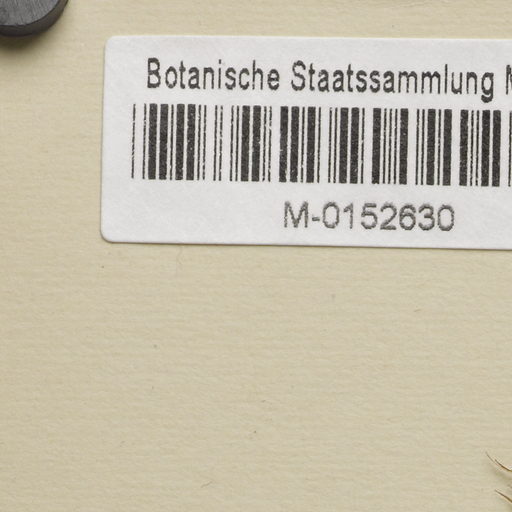 Botanische Staatssammlung
M-0152630